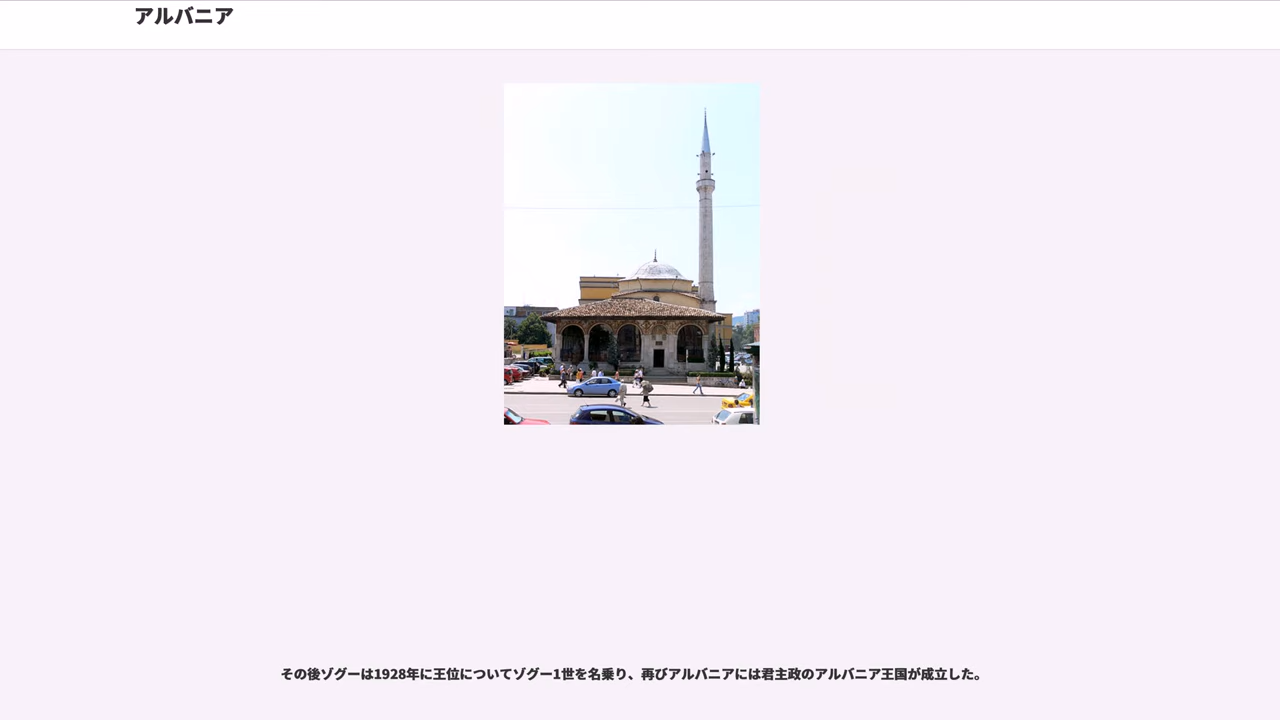 アルバニア
その後ゾグーは1928年に王位についてゾグー1世を名乗り、再びアルバニアには君主政のアルバニア王国が成立した。